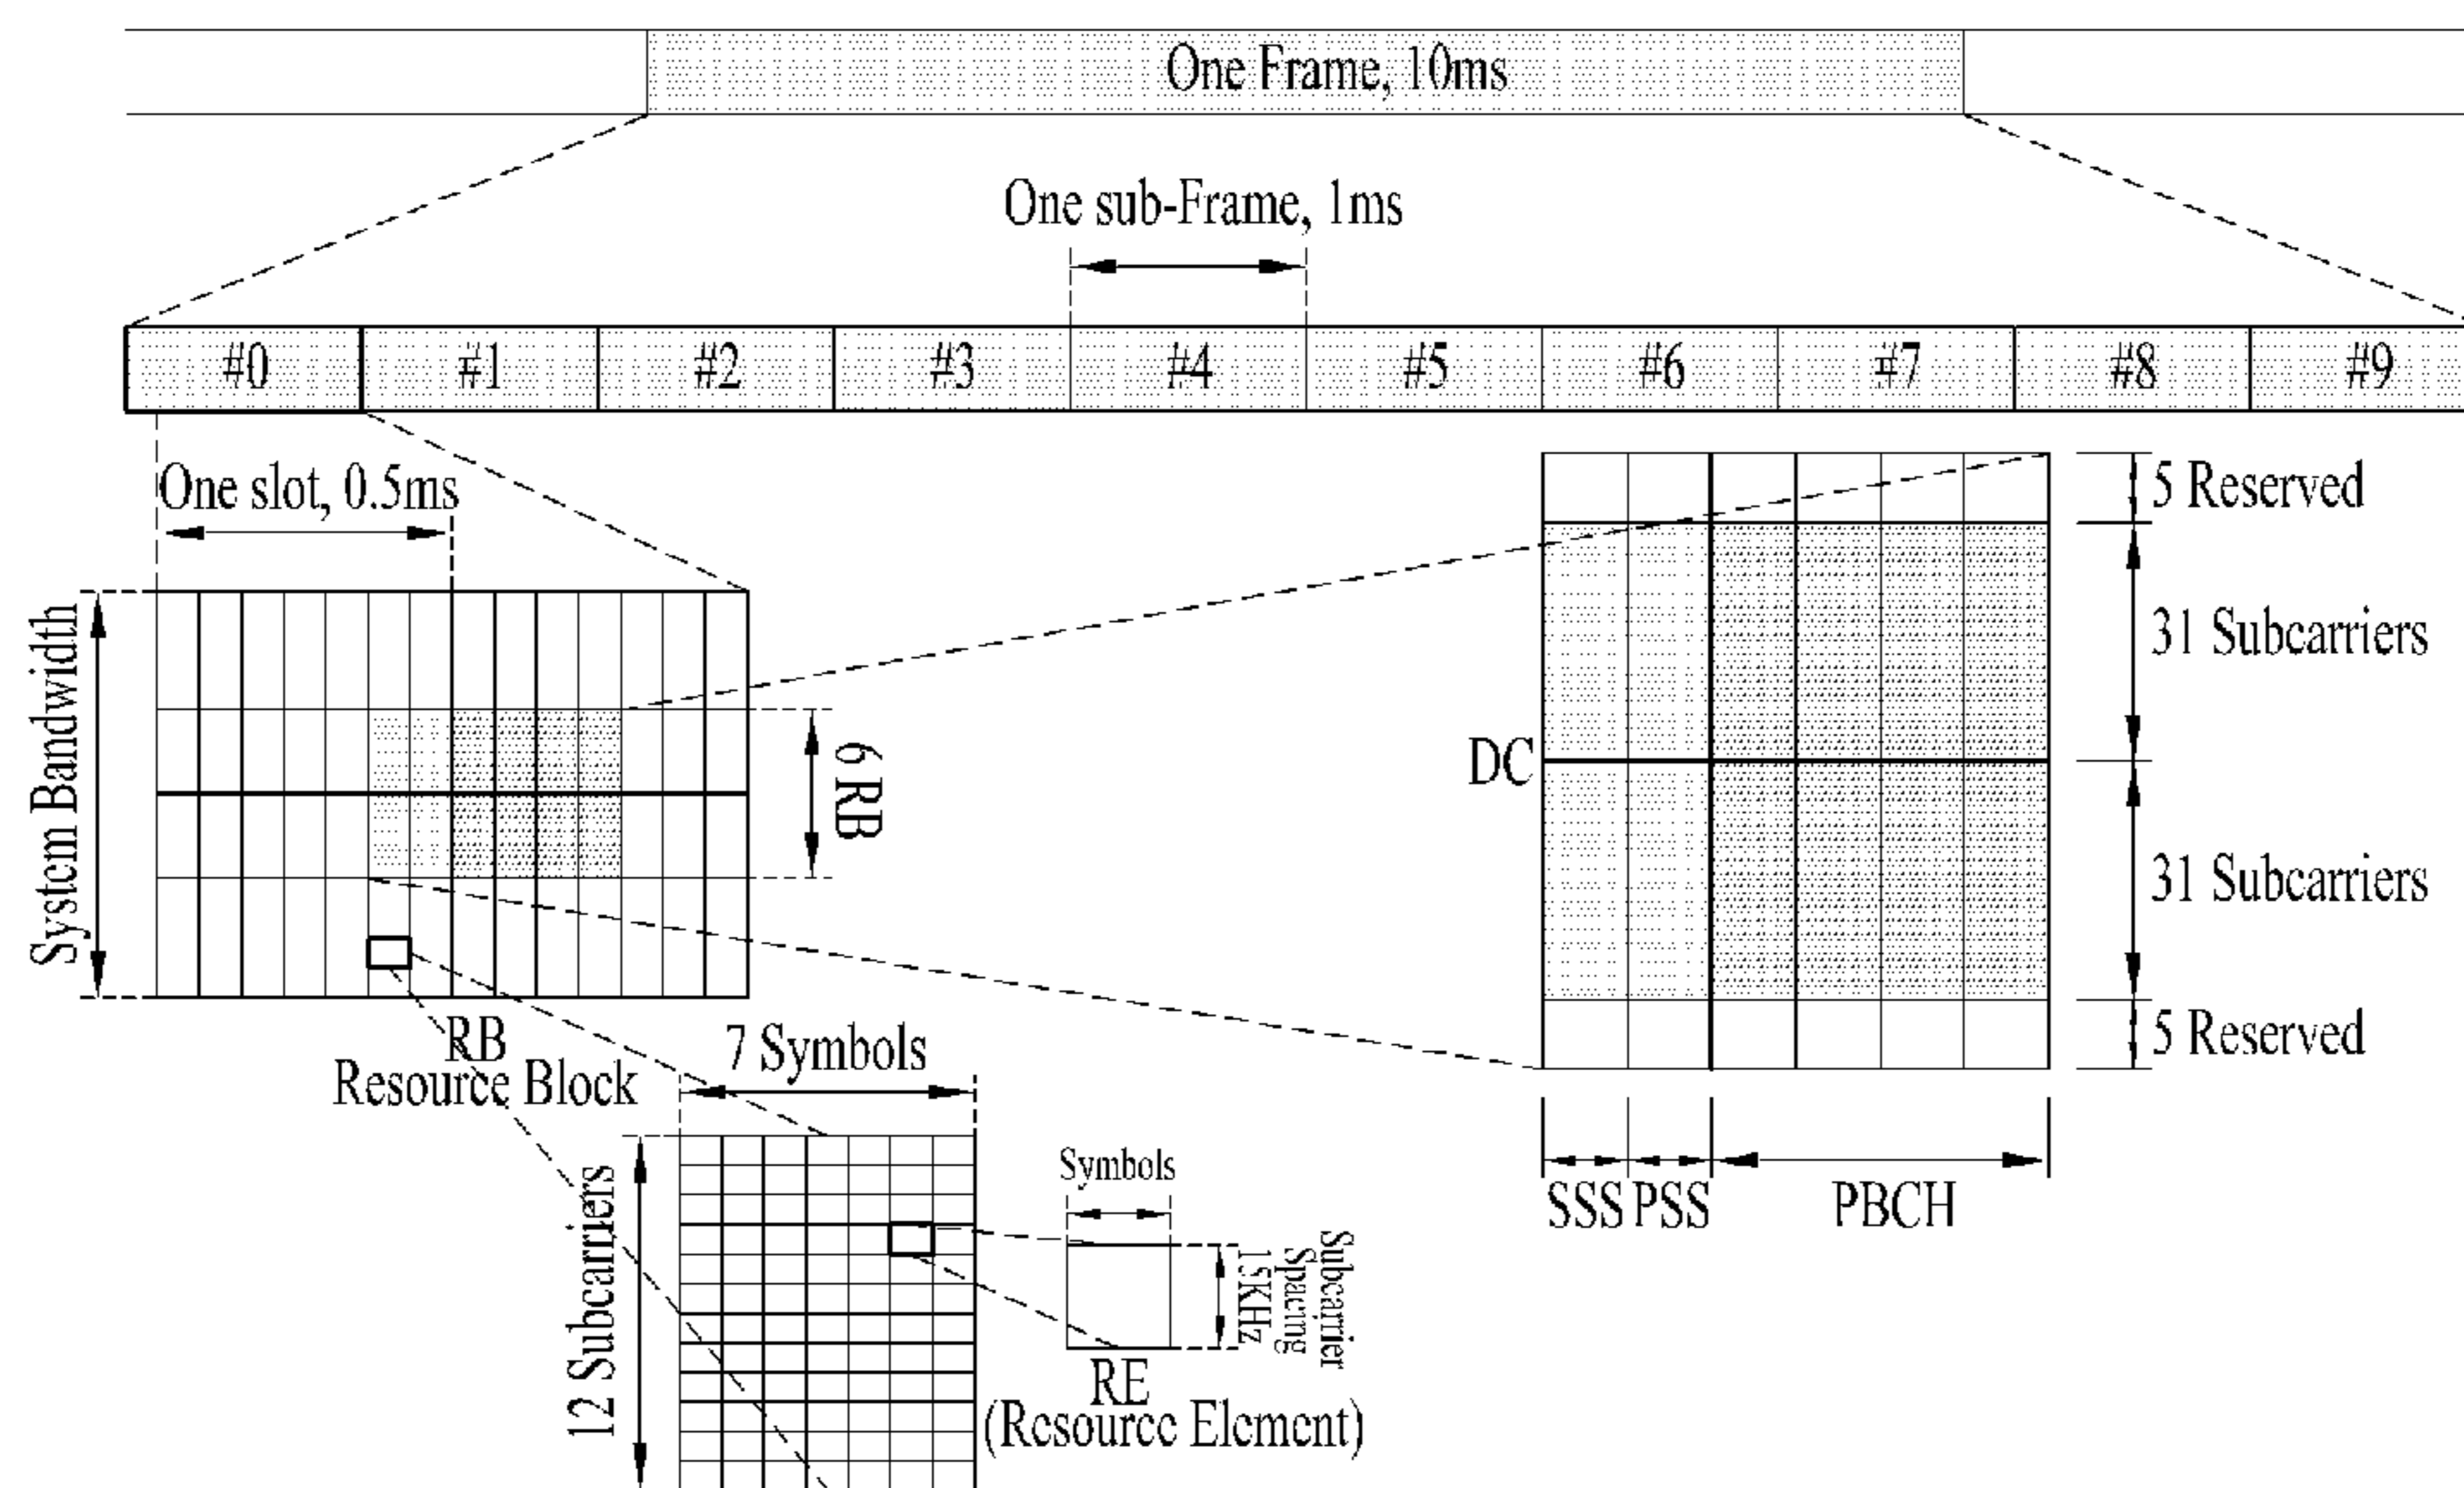 One Frame, 10ms
One sub-Frame, 1ms
#0 #1 #2 #3 #4 #5 #6 #7 #8 #9
One slot, 0.5ms
System Bandwidth
6 RB
5 Reserved
31 Subcarriers
DC
31 Subcarriers
5 Reserved
SSS PSS PBCH
RB
Resource Block
7 Symbols
12 Subcarriers
Symbols
Subcarrier
Spacing
15KHz
RE
(Resource Element)